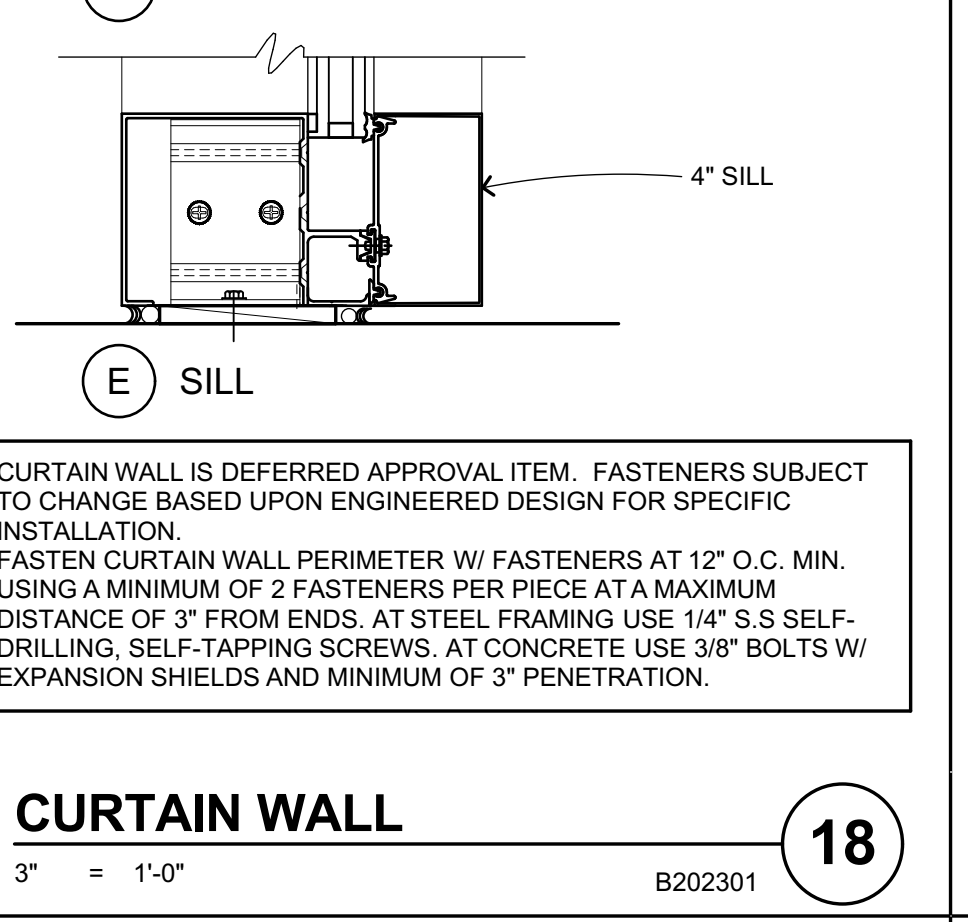 4" SILL
E SILL
CURTAIN WALL IS DEFERRED APPROVAL ITEM. FASTENERS SUBJECT
TO CHANGE BASED UPON ENGINEERED DESIGN FOR SPECIFIC
INSTALLATION.
FASTEN CURTAIN WALL PERIMETER W/ FASTENERS AT 12" O.C. MIN.
USING A MINIMUM OF 2 FASTENERS PER PIECE AT A MAXIMUM
DISTANCE OF 3" FROM ENDS. AT STEEL FRAMING USE 1/4" S.S SELF-
DRILLING, SELF-TAPPING SCREWS. AT CONCRETE USE 3/8" BOLTS W/
EXPANSION SHIELDS AND MINIMUM OF 3" PENETRATION.
CURTAIN WALL
18
3" = 1'-0"
B202301